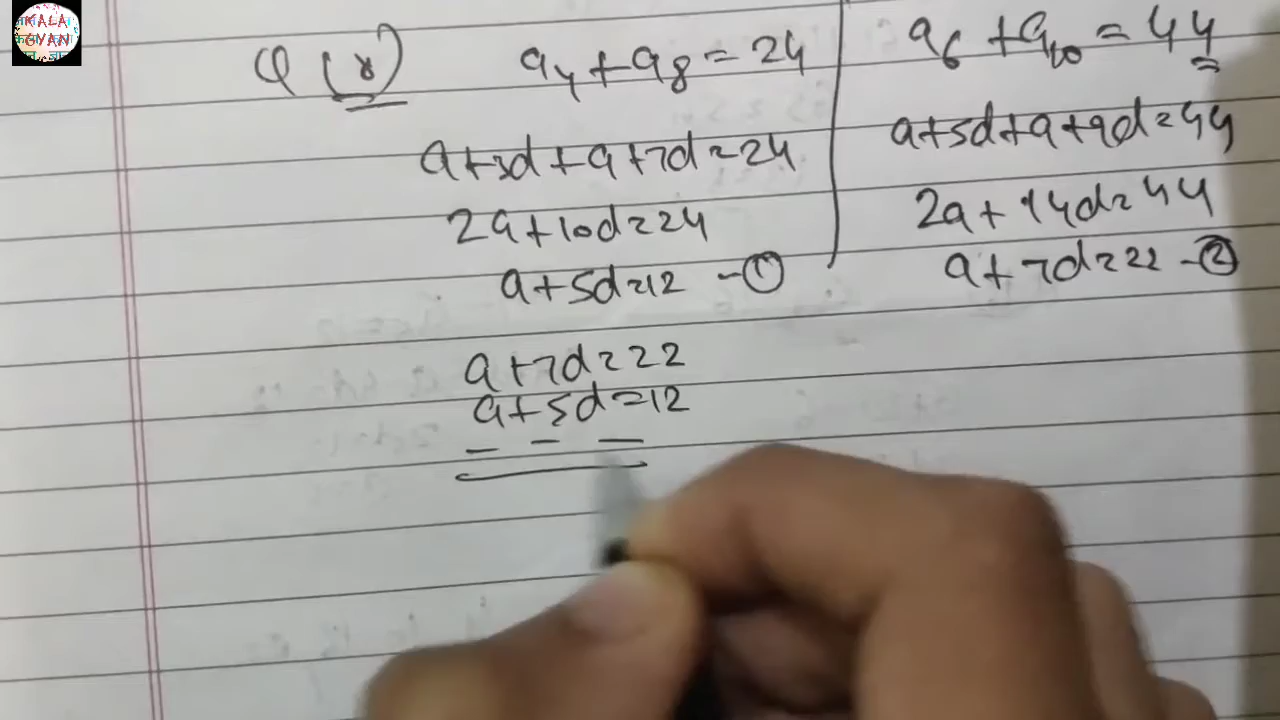 KALA
GYAN
Q (४) a₄+a₈=24
a+3d+a+7d=24
2a+10d=24
a+5d=12 -①
a₆+a₁₀=44
a+5d+a+9d=44
2a+14d=44
a+7d=22 -②
a+7d=22
a+5d=12
- - -